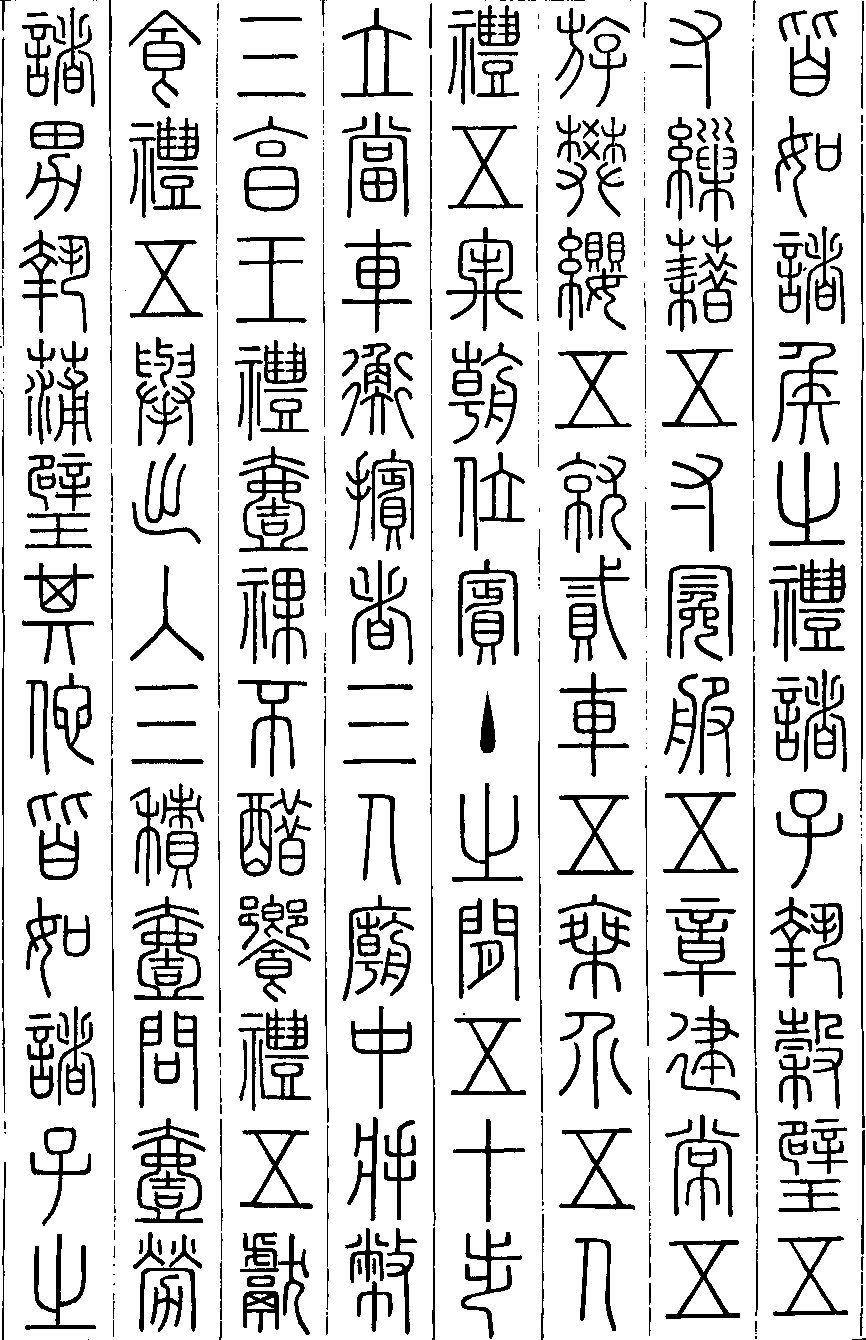 皆如諸侯之禮諸子執穀璧五
寸繅藉五寸冕服五章建常五
斿樊纓五就貳車五乘介五人
禮五牢朝位賓主之間五十步
立當車衡擯者三人廟中將幣
三享王禮壹祼不醋饗禮五獻
食禮五舉出入三積壹問壹勞
諸男執蒲璧其佗皆如諸子之